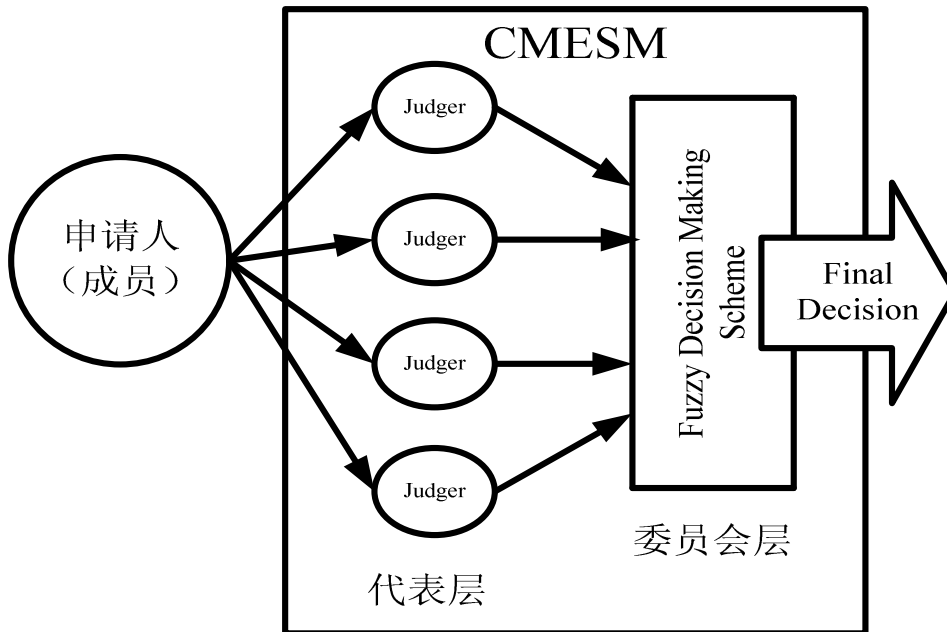 CMESM
申请人
（成员）
Judger
Judger
Judger
Judger
Fuzzy Decision Making
Scheme
Final
Decision
代表层
委员会层